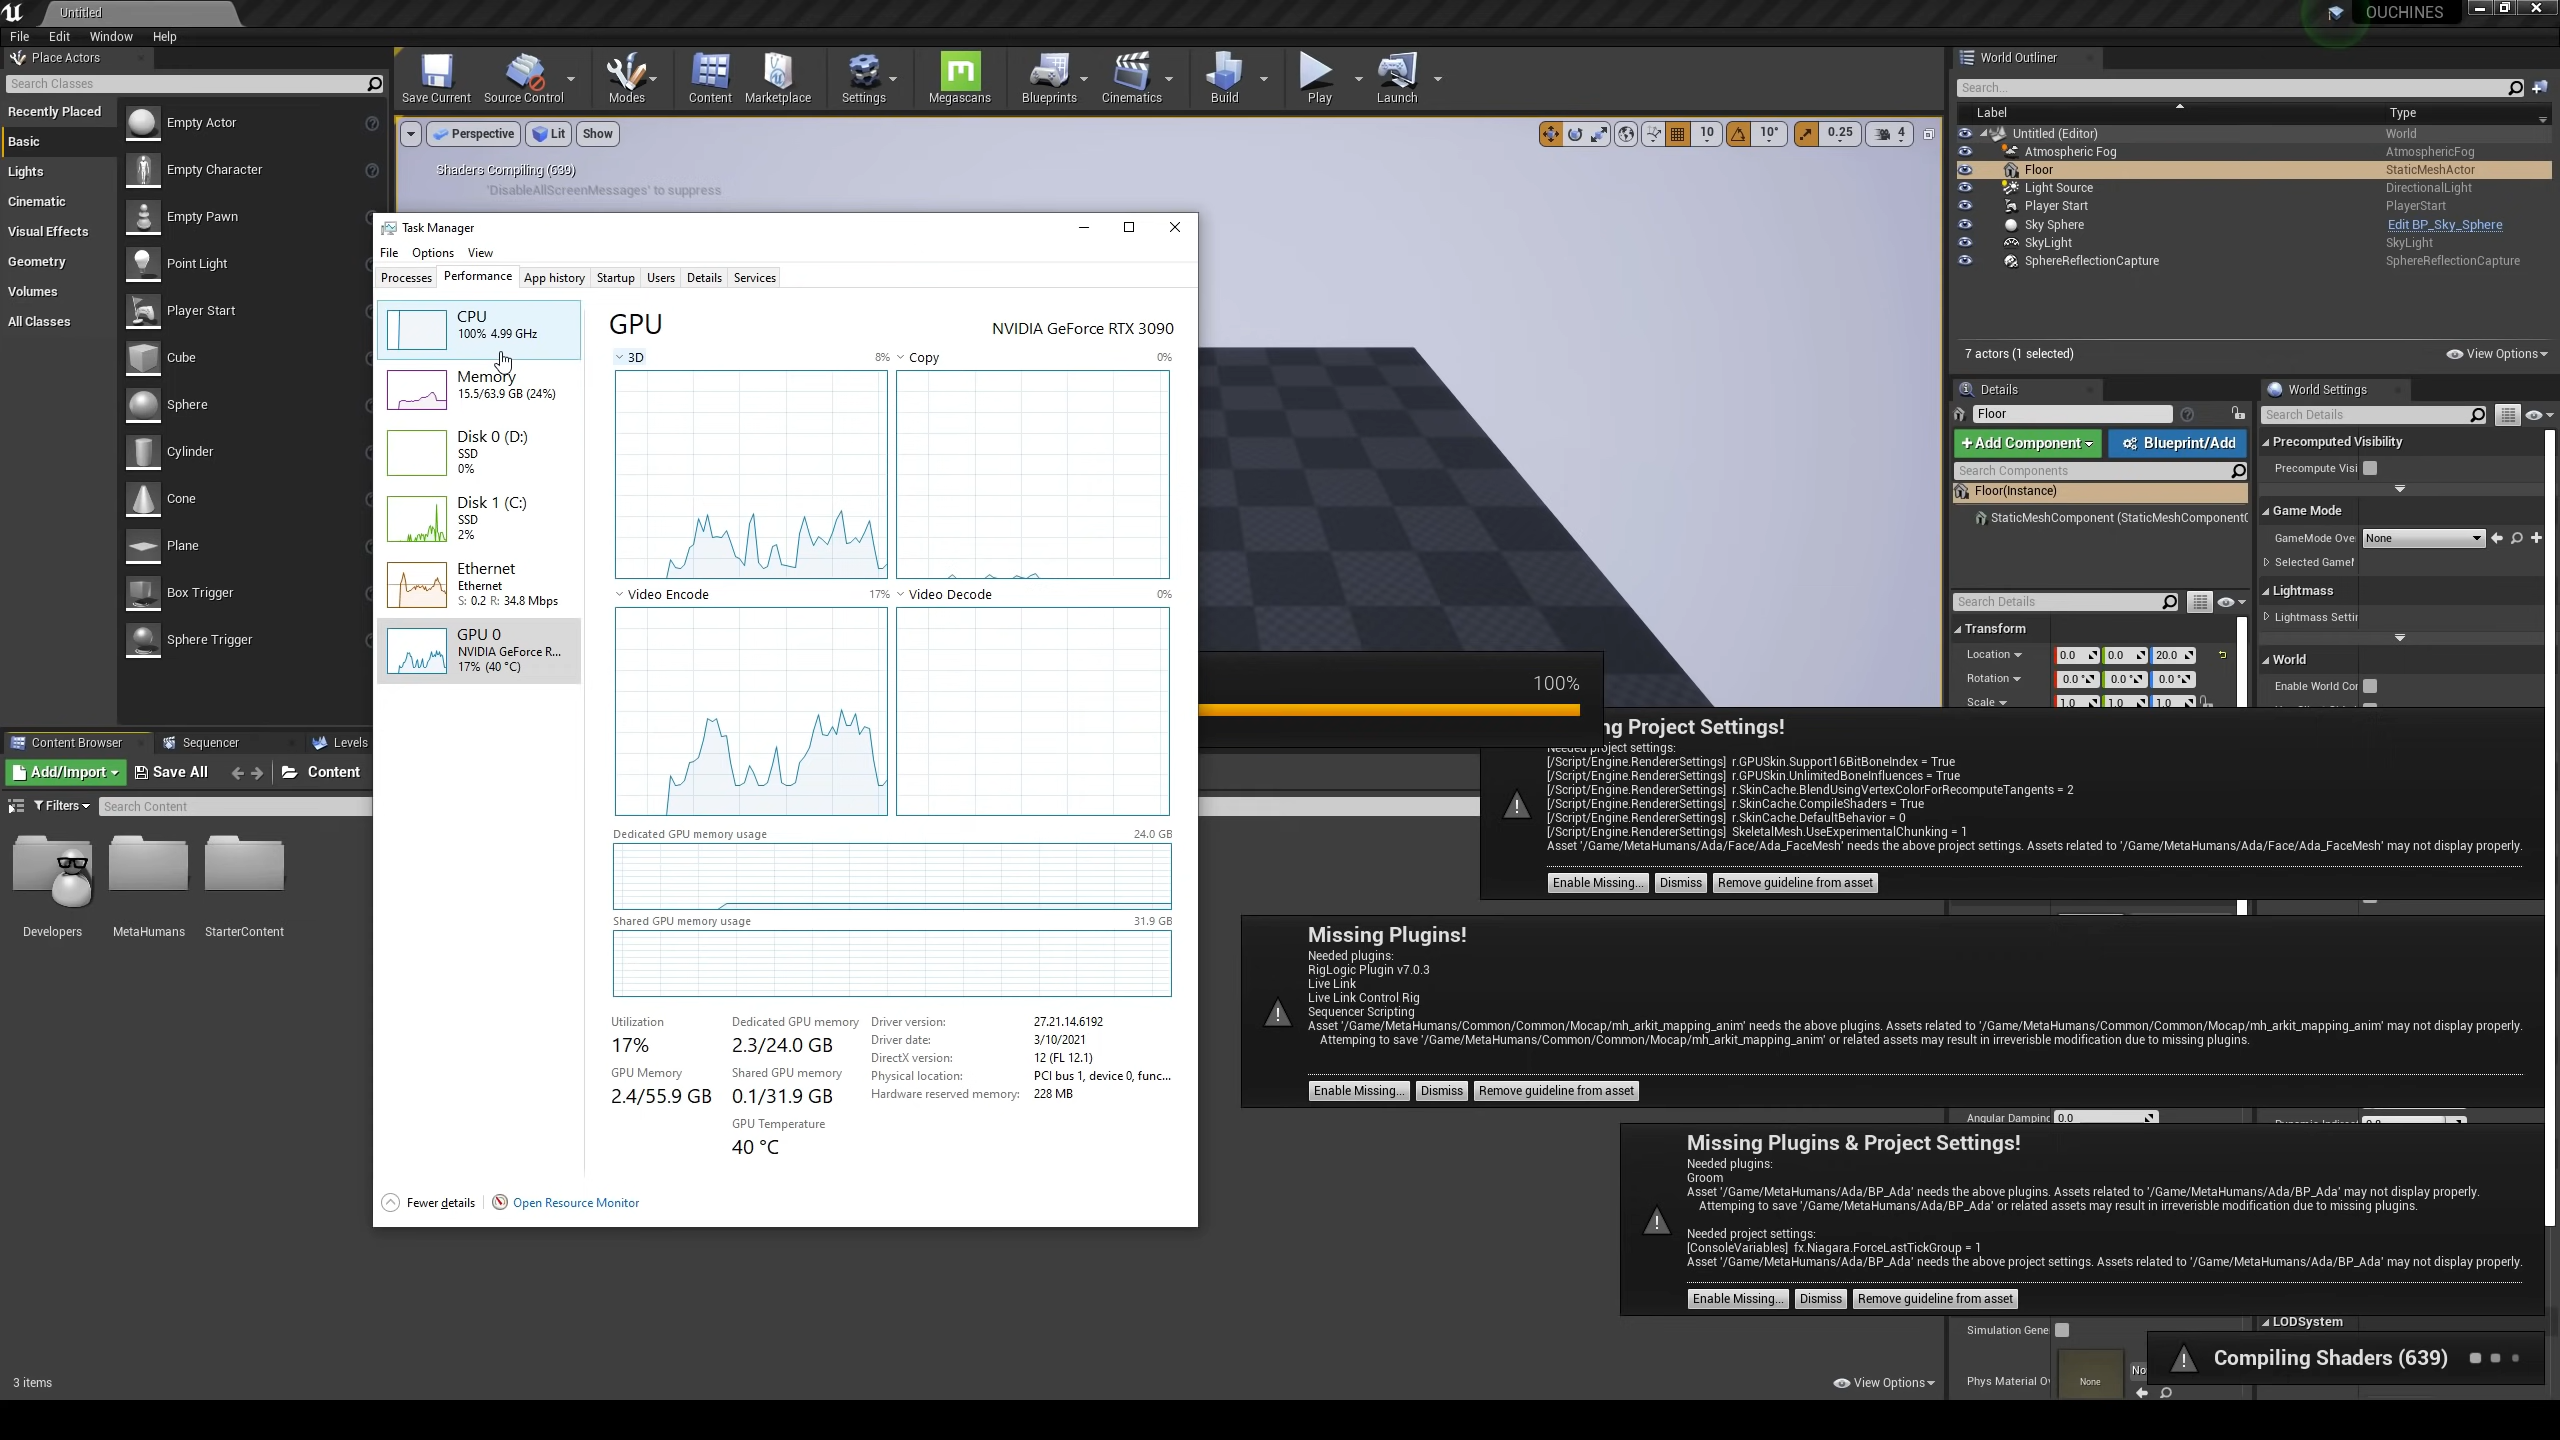 Untitled
OUCHINES
File Edit Window Help
Place Actors
Search Classes
Recently Placed
Basic
Lights
Cinematic
Visual Effects
Geometry
Volumes
All Classes
Empty Actor
Empty Character
Empty Pawn
Point Light
Player Start
Cube
Sphere
Cylinder
Cone
Plane
Box Trigger
Sphere Trigger
Save Current
Source Control
Modes
Content
Marketplace
Settings
Megascans
Blueprints
Cinematics
Build
Play
Launch
Perspective Lit Show
10 10° 0.25 4
Shaders Compiling (639)
'DisableAllScreenMessages' to suppress
Task Manager
File Options View
Processes Performance App history Startup Users Details Services
CPU
100% 4.99 GHz
Memory
15.5/63.9 GB (24%)
Disk 0 (D:)
SSD
0%
Disk 1 (C:)
SSD
2%
Ethernet
Ethernet
S: 0.2 R: 34.8 Mbps
GPU 0
NVIDIA GeForce R...
17% (40 °C)
GPU NVIDIA GeForce RTX 3090
3D 8% Copy 0%
Video Encode 17% Video Decode 0%
Dedicated GPU memory usage 24.0 GB
Shared GPU memory usage 31.9 GB
Utilization
17%
GPU Memory
2.4/55.9 GB
Dedicated GPU memory
2.3/24.0 GB
Shared GPU memory
0.1/31.9 GB
GPU Temperature
40 °C
Driver version: 27.21.14.6192
Driver date: 3/10/2021
DirectX version: 12 (FL 12.1)
Physical location: PCI bus 1, device 0, func...
Hardware reserved memory: 228 MB
Fewer details Open Resource Monitor
World Outliner
Search...
Label Type
Untitled (Editor) World
Atmospheric Fog AtmosphericFog
Floor StaticMeshActor
Light Source DirectionalLight
Player Start PlayerStart
Sky Sphere Edit BP_Sky_Sphere
SkyLight SkyLight
SphereReflectionCapture SphereReflectionCapture
7 actors (1 selected) View Options
Details
Floor
+Add Component Blueprint/Add
Search Components
Floor(Instance)
StaticMeshComponent (StaticMeshComponent0
Search Details
Transform
Location 0.0 0.0 20.0
Rotation 0.0 ° 0.0 ° 0.0 °
Scale 1.0 1.0 1.0
World Settings
Search Details
Precomputed Visibility
Precompute Visi
Game Mode
GameMode Ove None
Selected GameM
Lightmass
Lightmass Settin
World
Enable World Cor
100%
ng Project Settings!
Needed project settings:
[/Script/Engine.RendererSettings] r.GPUSkin.Support16BitBoneIndex = True
[/Script/Engine.RendererSettings] r.GPUSkin.UnlimitedBoneInfluences = True
[/Script/Engine.RendererSettings] r.SkinCache.BlendUsingVertexColorForRecomputeTangents = 2
[/Script/Engine.RendererSettings] r.SkinCache.CompileShaders = True
[/Script/Engine.RendererSettings] r.SkinCache.DefaultBehavior = 0
[/Script/Engine.RendererSettings] SkeletalMesh.UseExperimentalChunking = 1
Asset '/Game/MetaHumans/Ada/Face/Ada_FaceMesh' needs the above project settings. Assets related to '/Game/MetaHumans/Ada/Face/Ada_FaceMesh' may not display properly.
Enable Missing... Dismiss Remove guideline from asset
Missing Plugins!
Needed plugins:
RigLogic Plugin v7.0.3
Live Link
Live Link Control Rig
Sequencer Scripting
Asset '/Game/MetaHumans/Common/Common/Mocap/mh_arkit_mapping_anim' needs the above plugins. Assets related to '/Game/MetaHumans/Common/Common/Mocap/mh_arkit_mapping_anim' may not display properly.
Attemping to save '/Game/MetaHumans/Common/Common/Mocap/mh_arkit_mapping_anim' or related assets may result in irreverisble modification due to missing plugins.
Enable Missing... Dismiss Remove guideline from asset
Angular Damping 0.0
Missing Plugins & Project Settings!
Needed plugins:
Groom
Asset '/Game/MetaHumans/Ada/BP_Ada' needs the above plugins. Assets related to '/Game/MetaHumans/Ada/BP_Ada' may not display properly.
Attemping to save '/Game/MetaHumans/Ada/BP_Ada' or related assets may result in irreverisble modification due to missing plugins.
Needed project settings:
[ConsoleVariables] fx.Niagara.ForceLastTickGroup = 1
Asset '/Game/MetaHumans/Ada/BP_Ada' needs the above project settings. Assets related to '/Game/MetaHumans/Ada/BP_Ada' may not display properly.
Enable Missing... Dismiss Remove guideline from asset
Simulation Gene
LODSystem
Compiling Shaders (639)
Phys Material O
None
No
Content Browser Sequencer Levels
Add/Import Save All Content
Filters Search Content
Developers MetaHumans StarterContent
3 items View Options